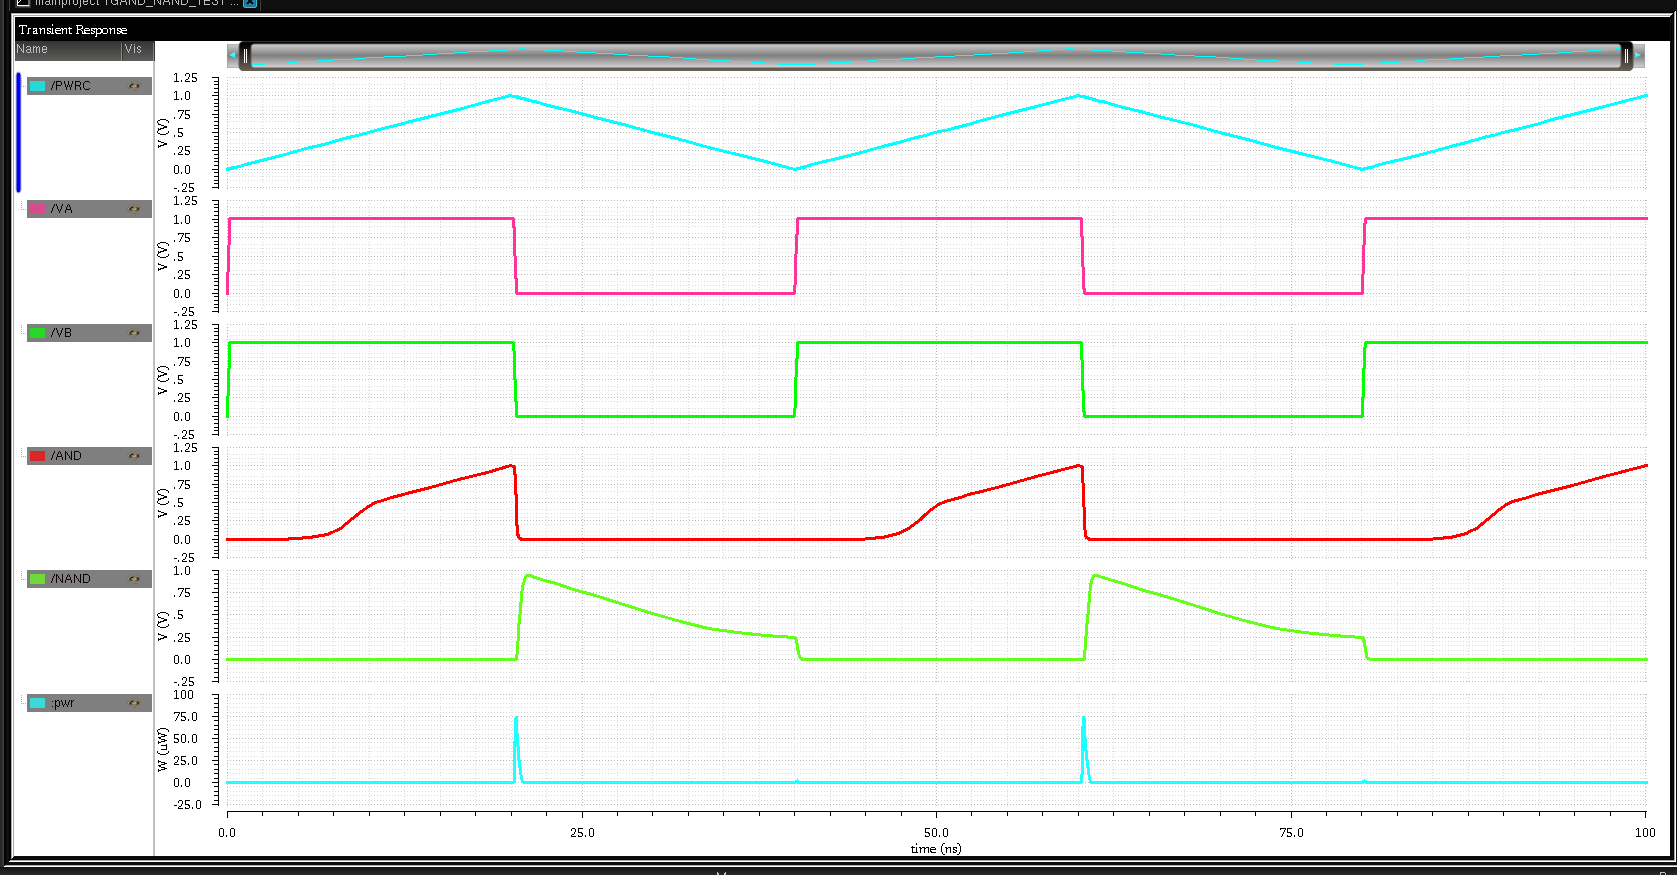 mainproject TGAND_NAND_TEST ...
Transient Response
Name Vis
/PWRC
V (V)
1.25
1.0
.75
.5
.25
0.0
-.25
/VA
V (V)
1.25
1.0
.75
.5
.25
0.0
-.25
/VB
V (V)
1.25
1.0
.75
.5
.25
0.0
-.25
/AND
V (V)
1.25
1.0
.75
.5
.25
0.0
-.25
/NAND
V (V)
1.0
.75
.5
.25
0.0
-.25
:pwr
W (uW)
100
75.0
50.0
25.0
0.0
-25.0
0.0 25.0 50.0 75.0 100
time (ns)